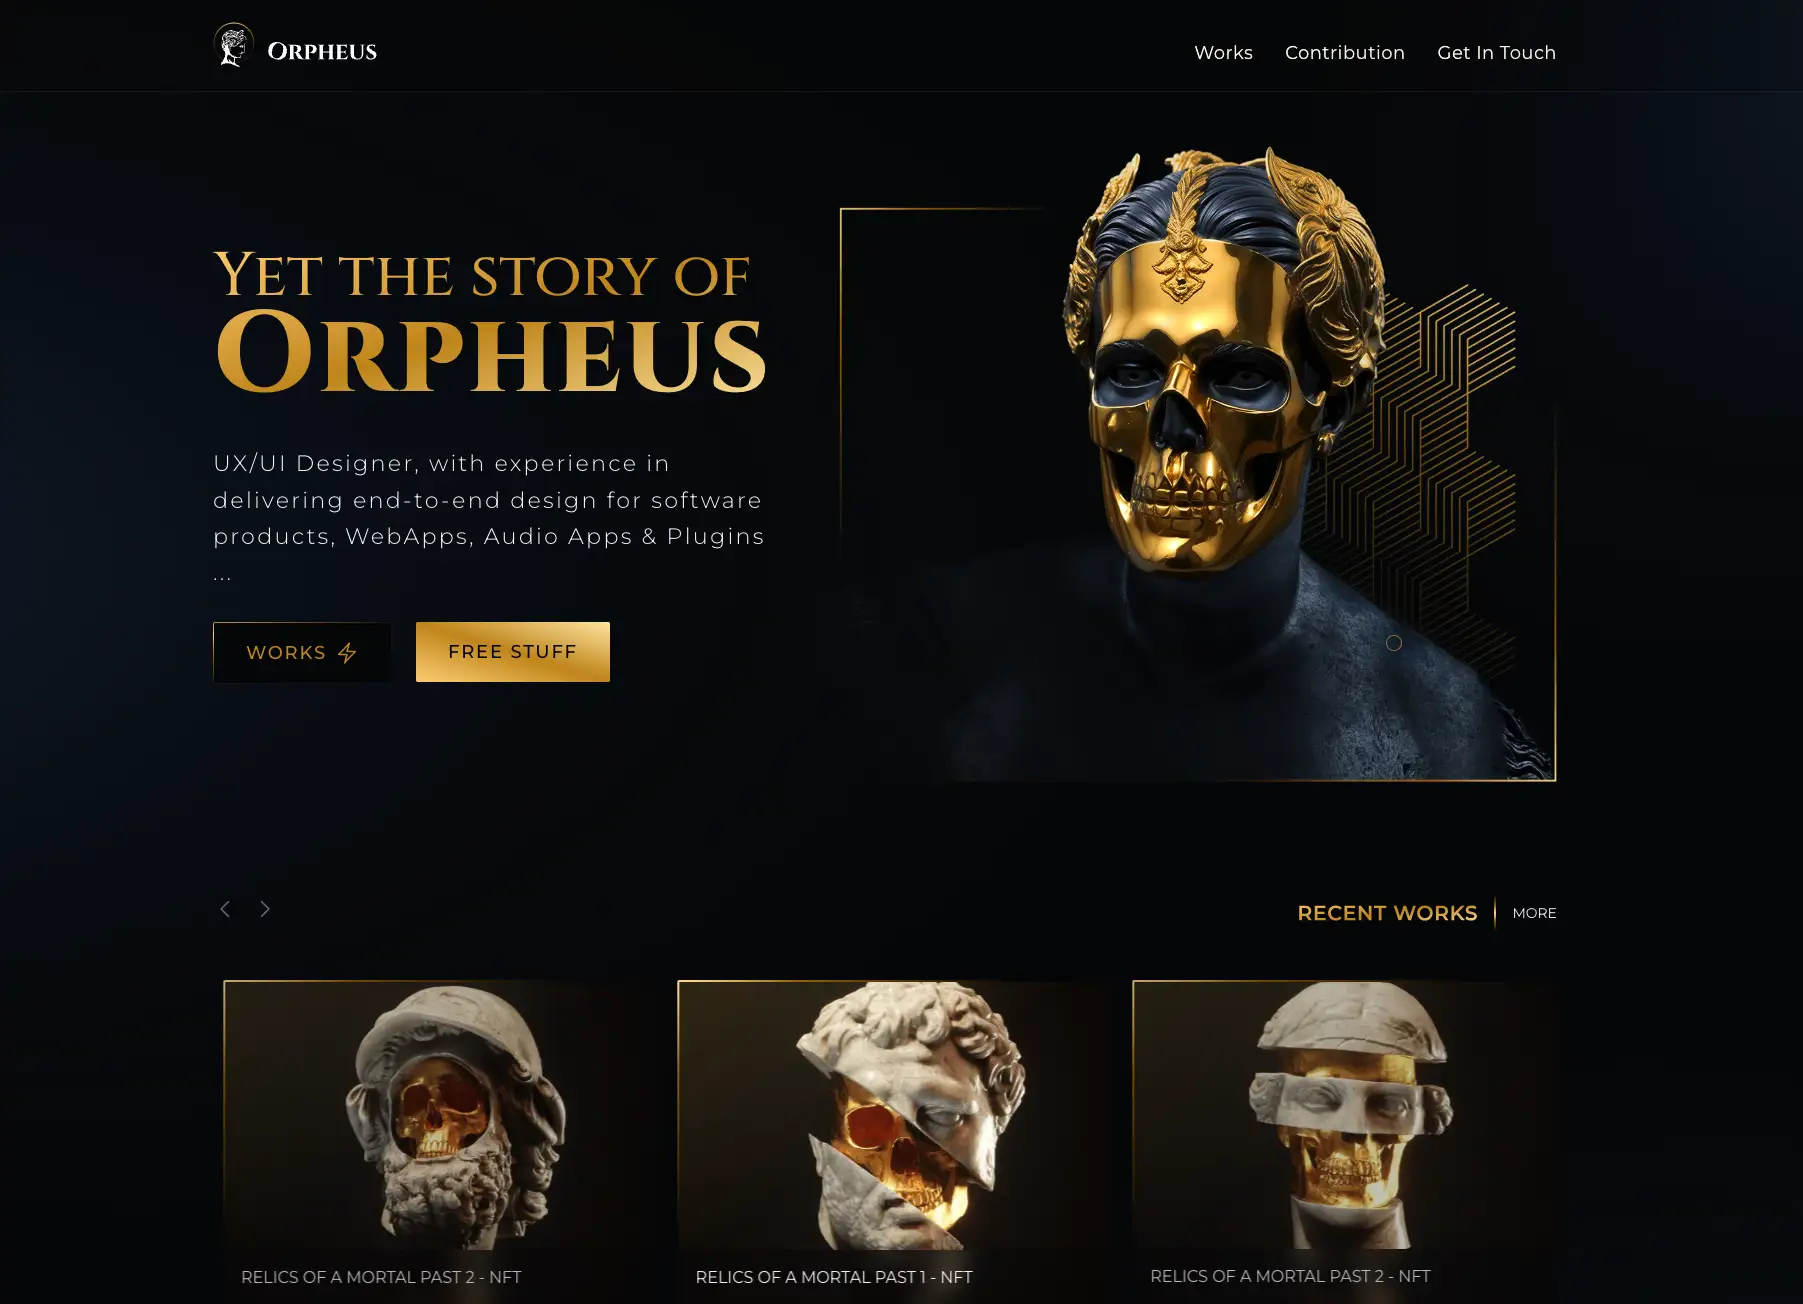 Orpheus
Works Contribution Get In Touch
Yet the story of
Orpheus
UX/UI Designer, with experience in
delivering end-to-end design for software
products, WebApps, Audio Apps & Plugins
...
WORKS
FREE STUFF
RECENT WORKS
MORE
RELICS OF A MORTAL PAST 2 - NFT
RELICS OF A MORTAL PAST 1 - NFT
RELICS OF A MORTAL PAST 2 - NFT